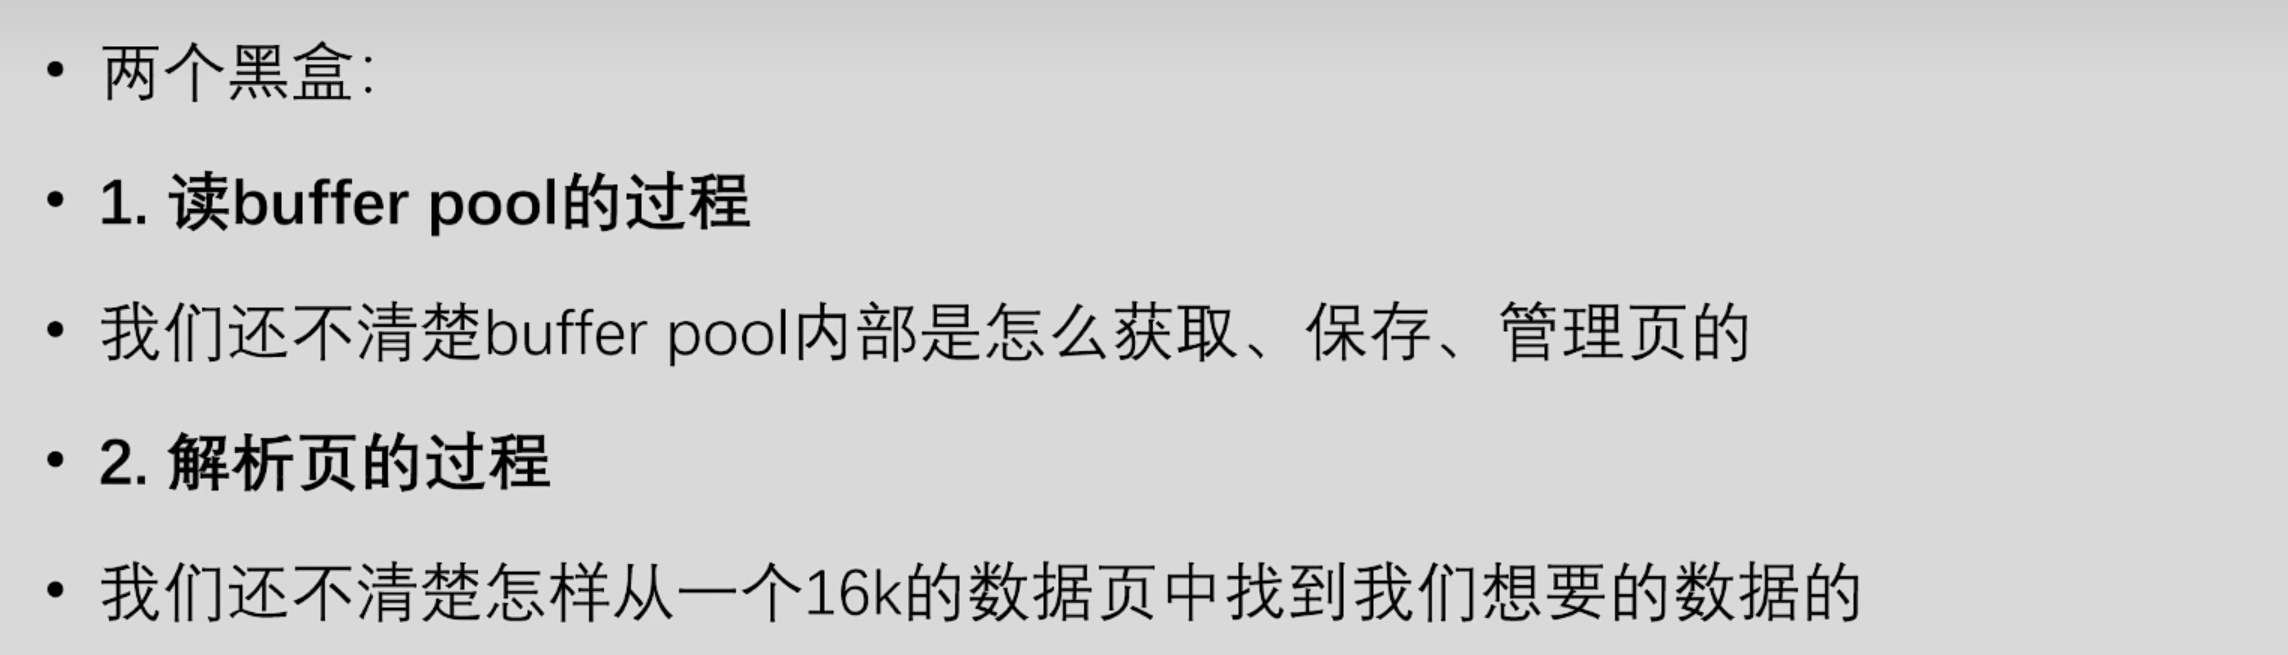 • 两个黑盒:
• 1. 读buffer pool的过程
• 我们还不清楚buffer pool内部是怎么获取、保存、管理页的
• 2. 解析页的过程
• 我们还不清楚怎样从一个16k的数据页中找到我们想要的数据的